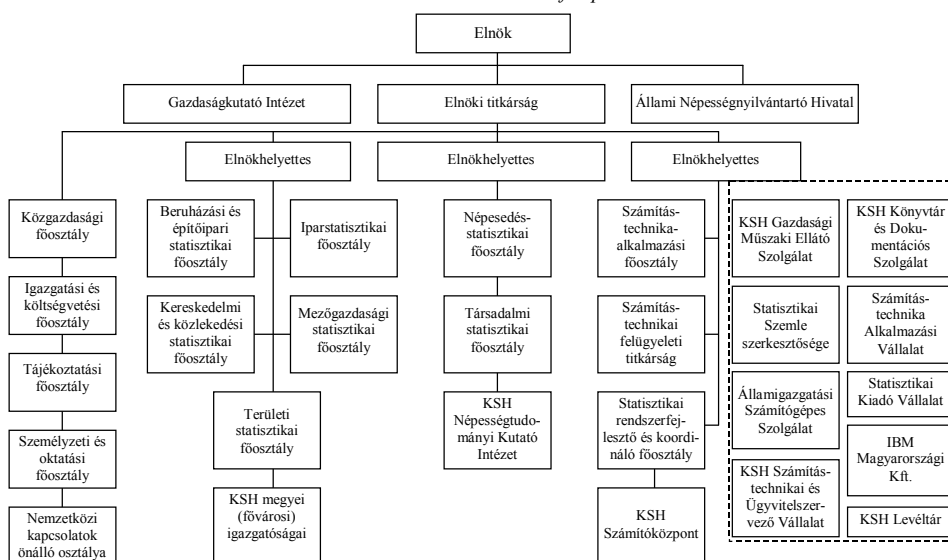 Elnök
Gazdaságkutató Intézet
Elnöki titkárság
Állami Népességnyilvántartó Hivatal
Elnökhelyettes
Elnökhelyettes
Elnökhelyettes
Közgazdasági
főosztály
Igazgatási és
költségvetési
főosztály
Tájékoztatási
főosztály
Személyzeti és
oktatási
főosztály
Nemzetközi
kapcsolatok
önálló osztálya
Beruházási és
építőipari
statisztikai
főosztály
Iparstatisztikai
főosztály
Kereskedelmi
és közlekedési
statisztikai
főosztály
Mezőgazdasági
statisztikai
főosztály
Területi
statisztikai
főosztály
KSH megyei
(fővárosi)
igazgatóságai
Népesedés-
statisztikai
főosztály
Társadalmi
statisztikai
főosztály
KSH
Népességtudo-
mányi Kutató
Intézet
Számítás-
technika-
alkalmazási
főosztály
Számítás-
technikai
felügyeleti
titkárság
Statisztikai
rendszerfej-
lesztő és koordi-
náló főosztály
KSH
Számítóközpont
KSH Gazdasági
Műszaki Ellátó
Szolgálat
Statisztikai
Szemle
szerkesztősége
Államigazgatási
Számítógépes
Szolgálat
KSH Számítás-
technikai és
Ügyvitelszer-
vező Vállalat
KSH Könyvtár
és Doku-
mentációs
Szolgálat
Számítás-
technika
Alkalmazási
Vállalat
Statisztikai
Kiadó Vállalat
IBM
Magyarországi
Kft.
KSH Levéltár